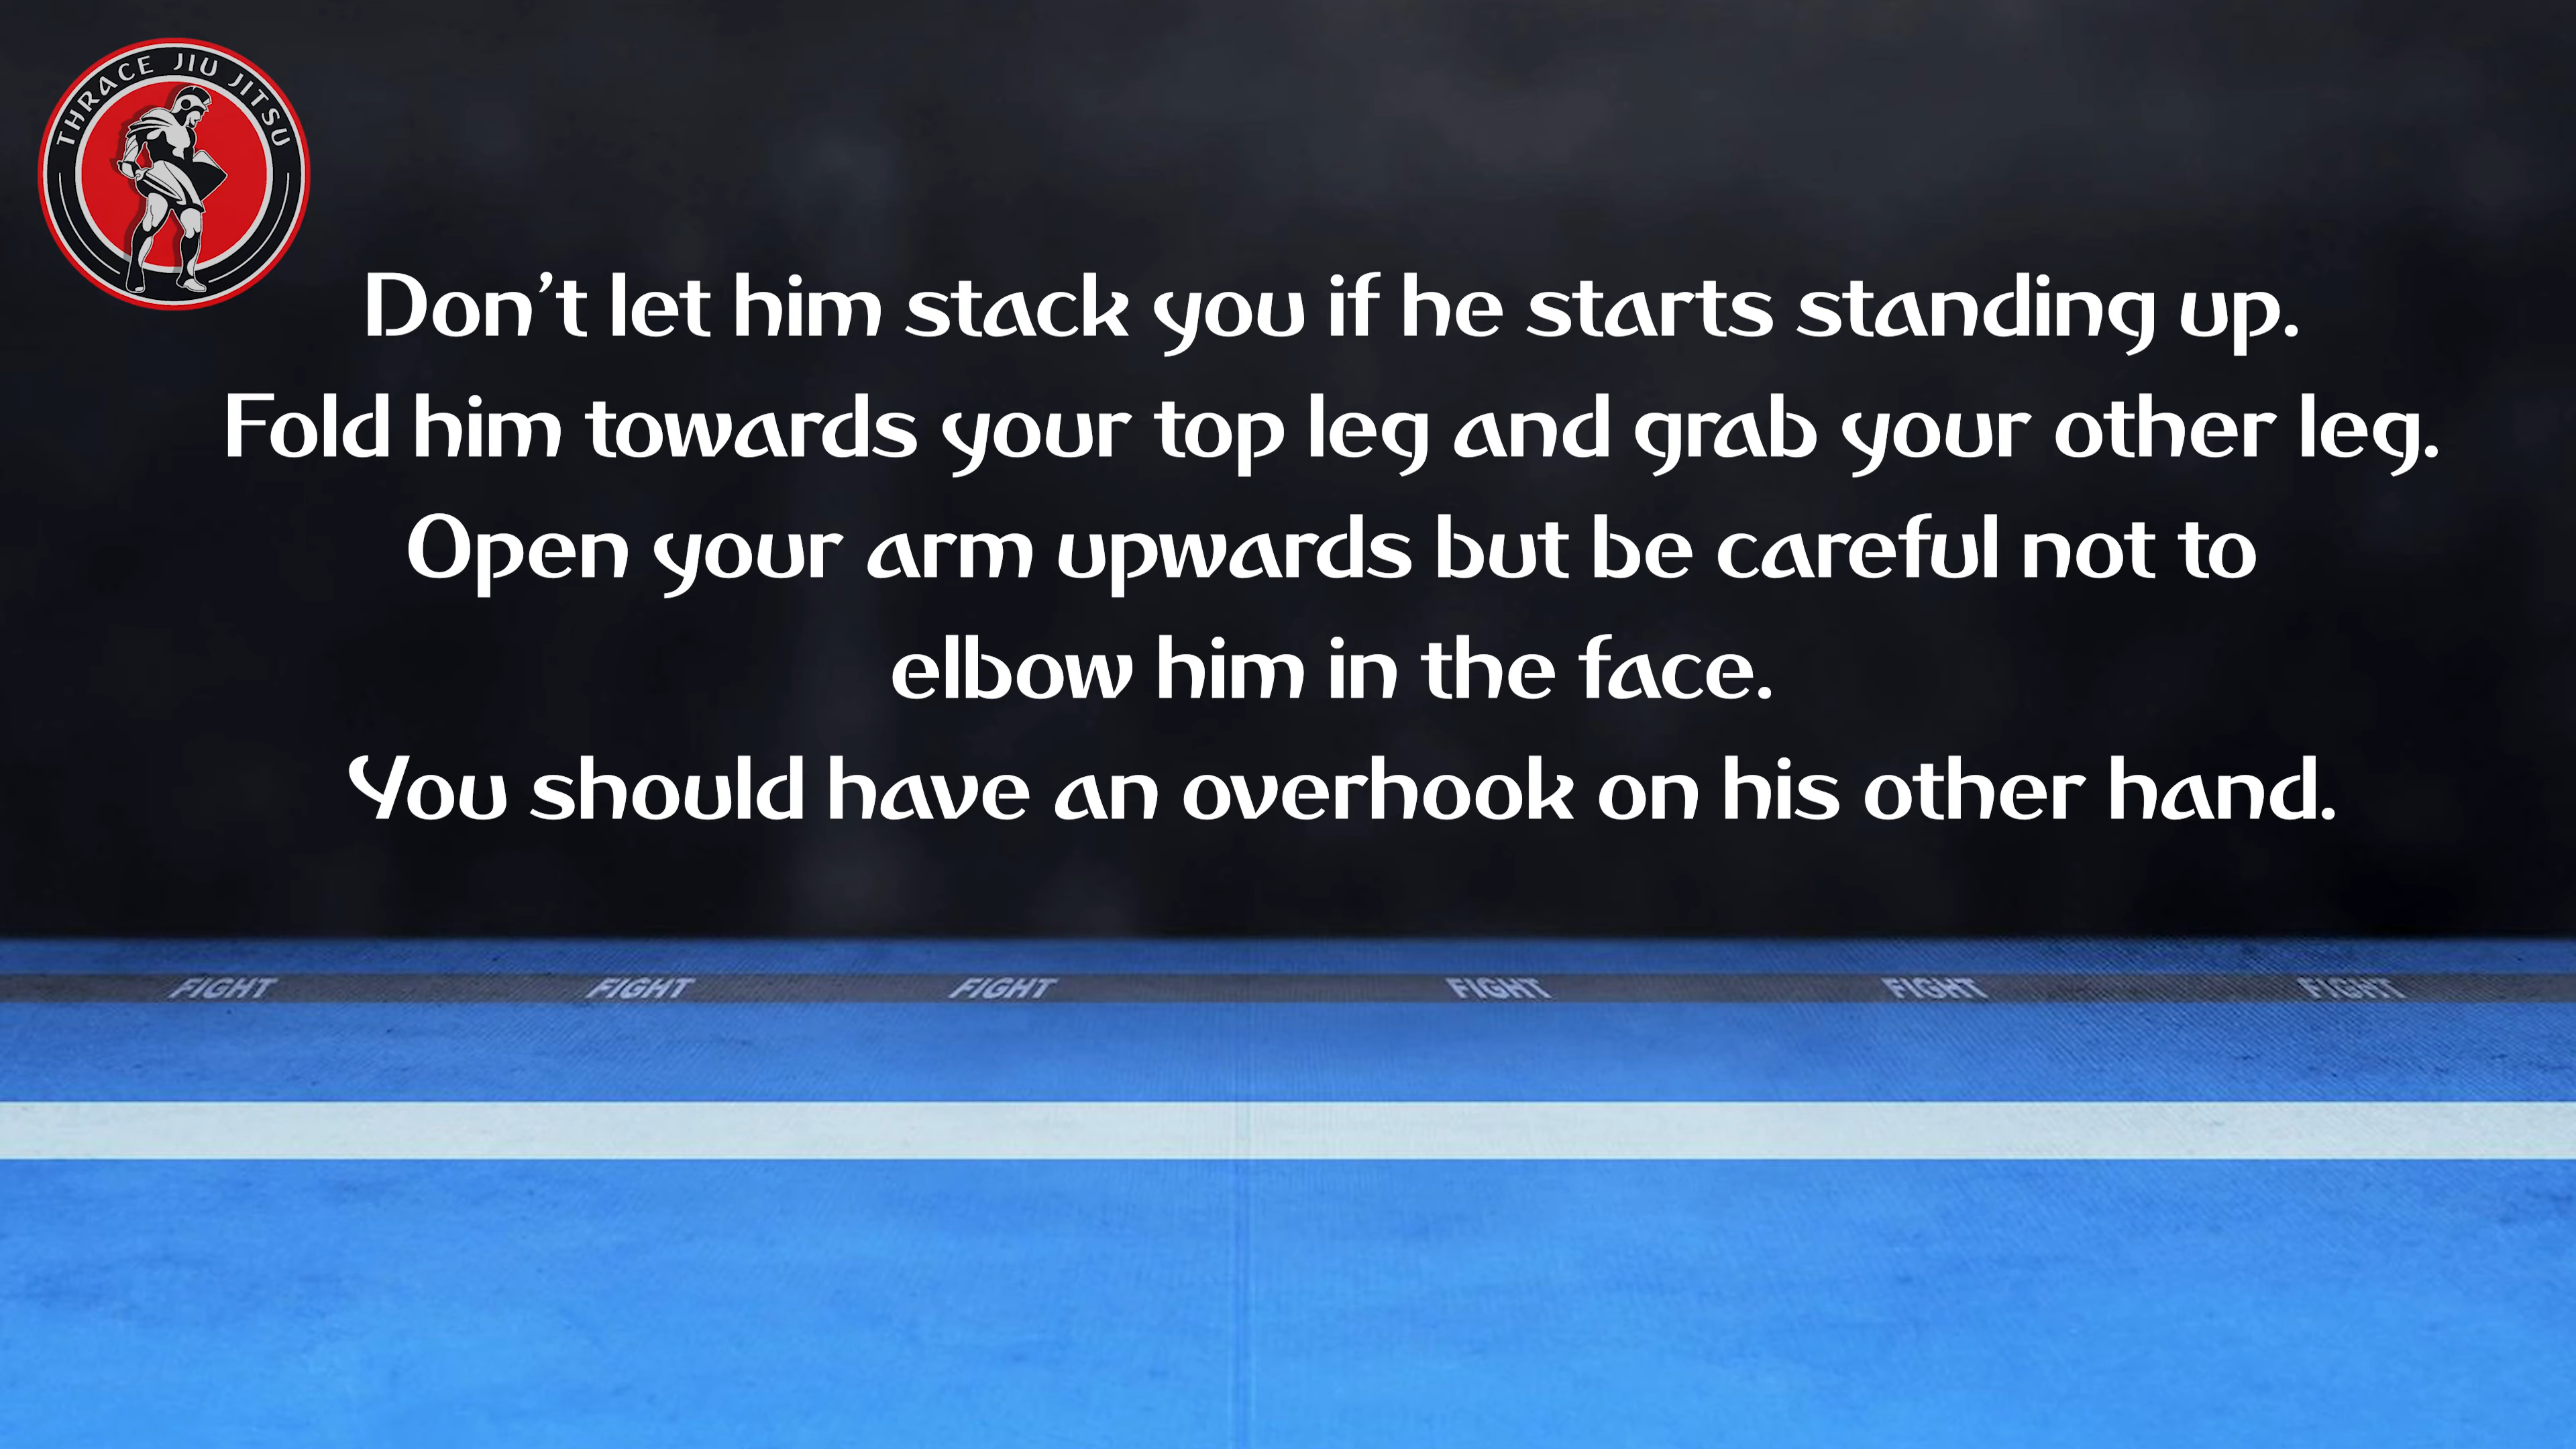 THRACE JIU JITSU
Don’t let him stack you if he starts standing up.
Fold him towards your top leg and grab your other leg.
Open your arm upwards but be careful not to
elbow him in the face.
You should have an overhook on his other hand.
FIGHT FIGHT FIGHT FIGHT FIGHT FIGHT